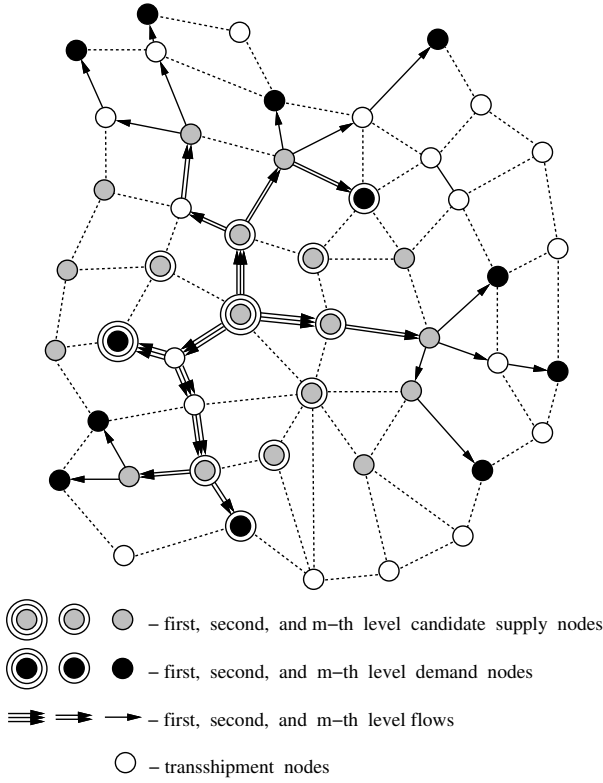 – first, second, and m–th level candidate supply nodes
– first, second, and m–th level demand nodes
– first, second, and m–th level flows
– transshipment nodes